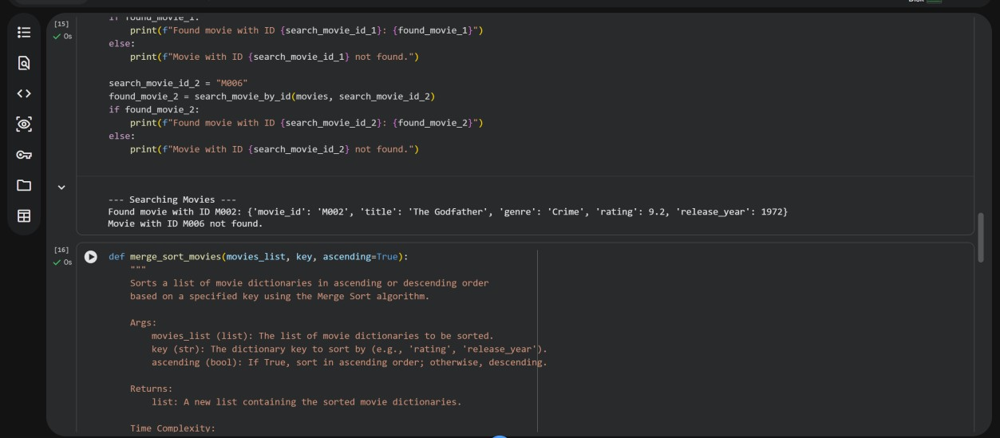 [15]
0s
if found_movie_1:
    print(f"Found movie with ID {search_movie_id_1}: {found_movie_1}")
else:
    print(f"Movie with ID {search_movie_id_1} not found.")
search_movie_id_2 = "M006"
found_movie_2 = search_movie_by_id(movies, search_movie_id_2)
if found_movie_2:
    print(f"Found movie with ID {search_movie_id_2}: {found_movie_2}")
else:
    print(f"Movie with ID {search_movie_id_2} not found.")
--- Searching Movies ---
Found movie with ID M002: {'movie_id': 'M002', 'title': 'The Godfather', 'genre': 'Crime', 'rating': 9.2, 'release_year': 1972}
Movie with ID M006 not found.
[16]
0s
def merge_sort_movies(movies_list, key, ascending=True):
    """
    Sorts a list of movie dictionaries in ascending or descending order
    based on a specified key using the Merge Sort algorithm.
    Args:
        movies_list (list): The list of movie dictionaries to be sorted.
        key (str): The dictionary key to sort by (e.g., 'rating', 'release_year').
        ascending (bool): If True, sort in ascending order; otherwise, descending.
    Returns:
        list: A new list containing the sorted movie dictionaries.
    Time Complexity: